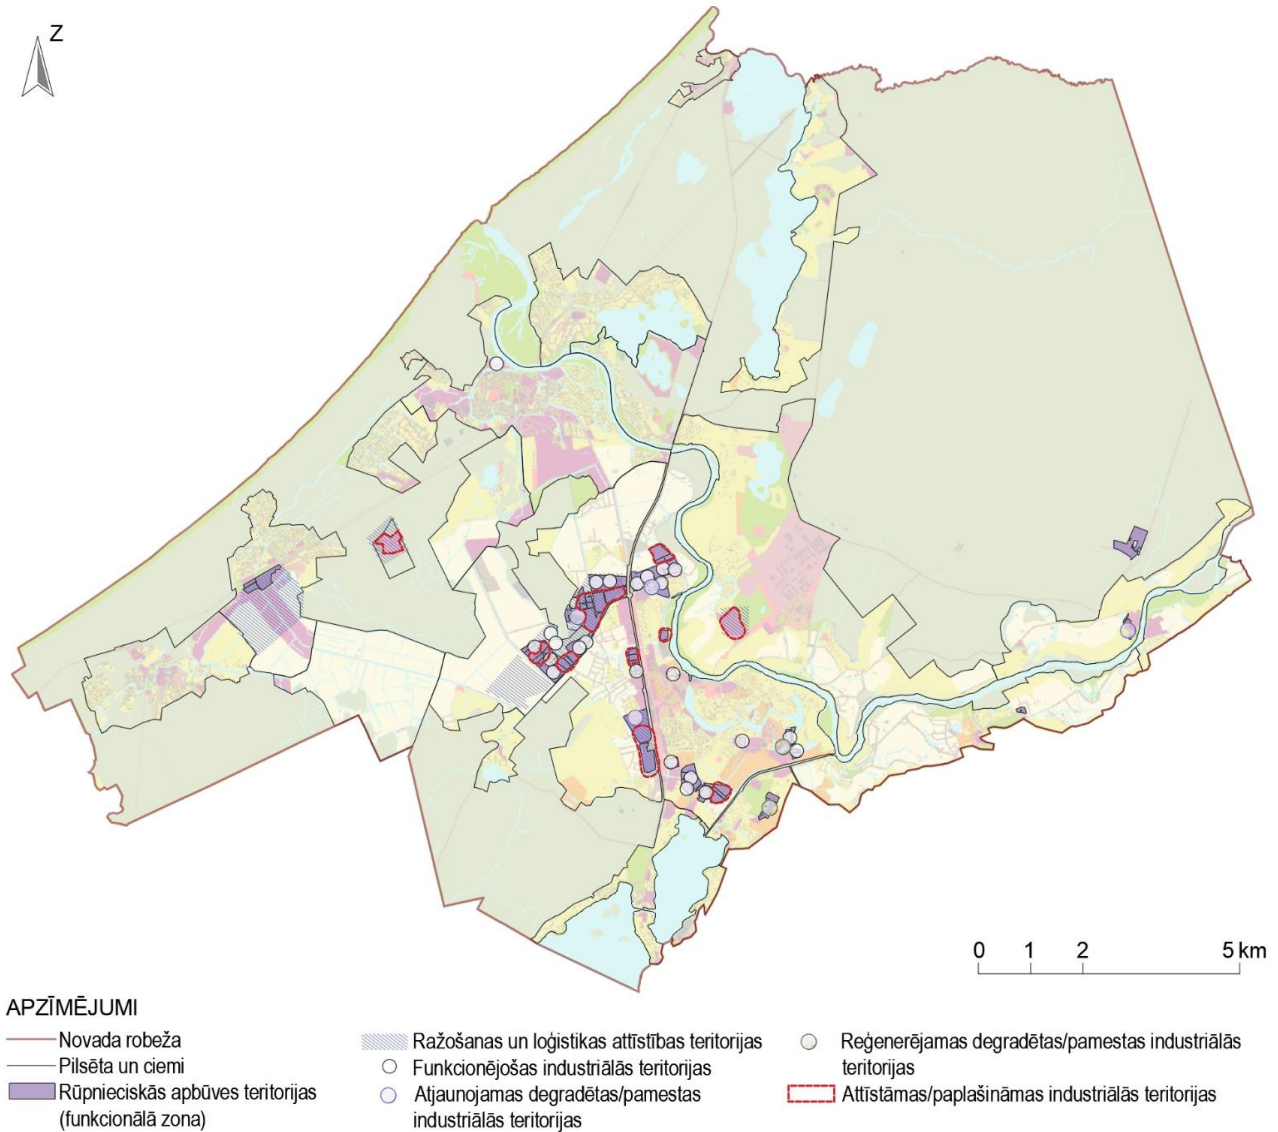 Z
0 1 2 5 km
APZĪMĒJUMI
Novada robeža
Pilsēta un ciemi
Rūpnieciskās apbūves teritorijas
(funkcionālā zona)
Ražošanas un loģistikas attīstības teritorijas
Funkcionējošas industriālās teritorijas
Atjaunojamas degradētas/pamestas
industriālās teritorijas
Reģenerējamas degradētas/pamestas industriālās
teritorijas
Attīstāmas/paplašināmas industriālās teritorijas